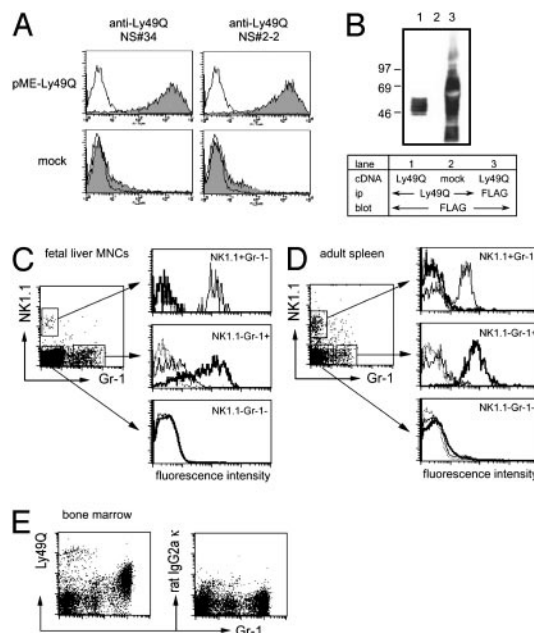 A
anti-Ly49Q
NS#34
anti-Ly49Q
NS#2-2
pME-Ly49Q
mock
B
1 2 3
97
69
46
lane 1 2 3
cDNA Ly49Q mock Ly49Q
ip Ly49Q FLAG
blot FLAG
C fetal liver MNCs
NK1.1
Gr-1
NK1.1+Gr-1-
NK1.1-Gr-1+
NK1.1-Gr-1-
fluorescence intensity
D adult spleen
Gr-1
NK1.1+Gr-1-
NK1.1-Gr-1+
NK1.1-Gr-1-
fluorescence intensity
E bone marrow
Ly49Q
rat IgG2a κ
Gr-1